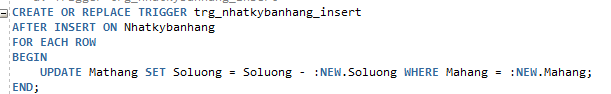 CREATE OR REPLACE TRIGGER trg_nhatkybanhang_insert
AFTER INSERT ON Nhatkybanhang
FOR EACH ROW
BEGIN
UPDATE Mathang SET Soluong = Soluong - :NEW.Soluong WHERE Mahang = :NEW.Mahang;
END;